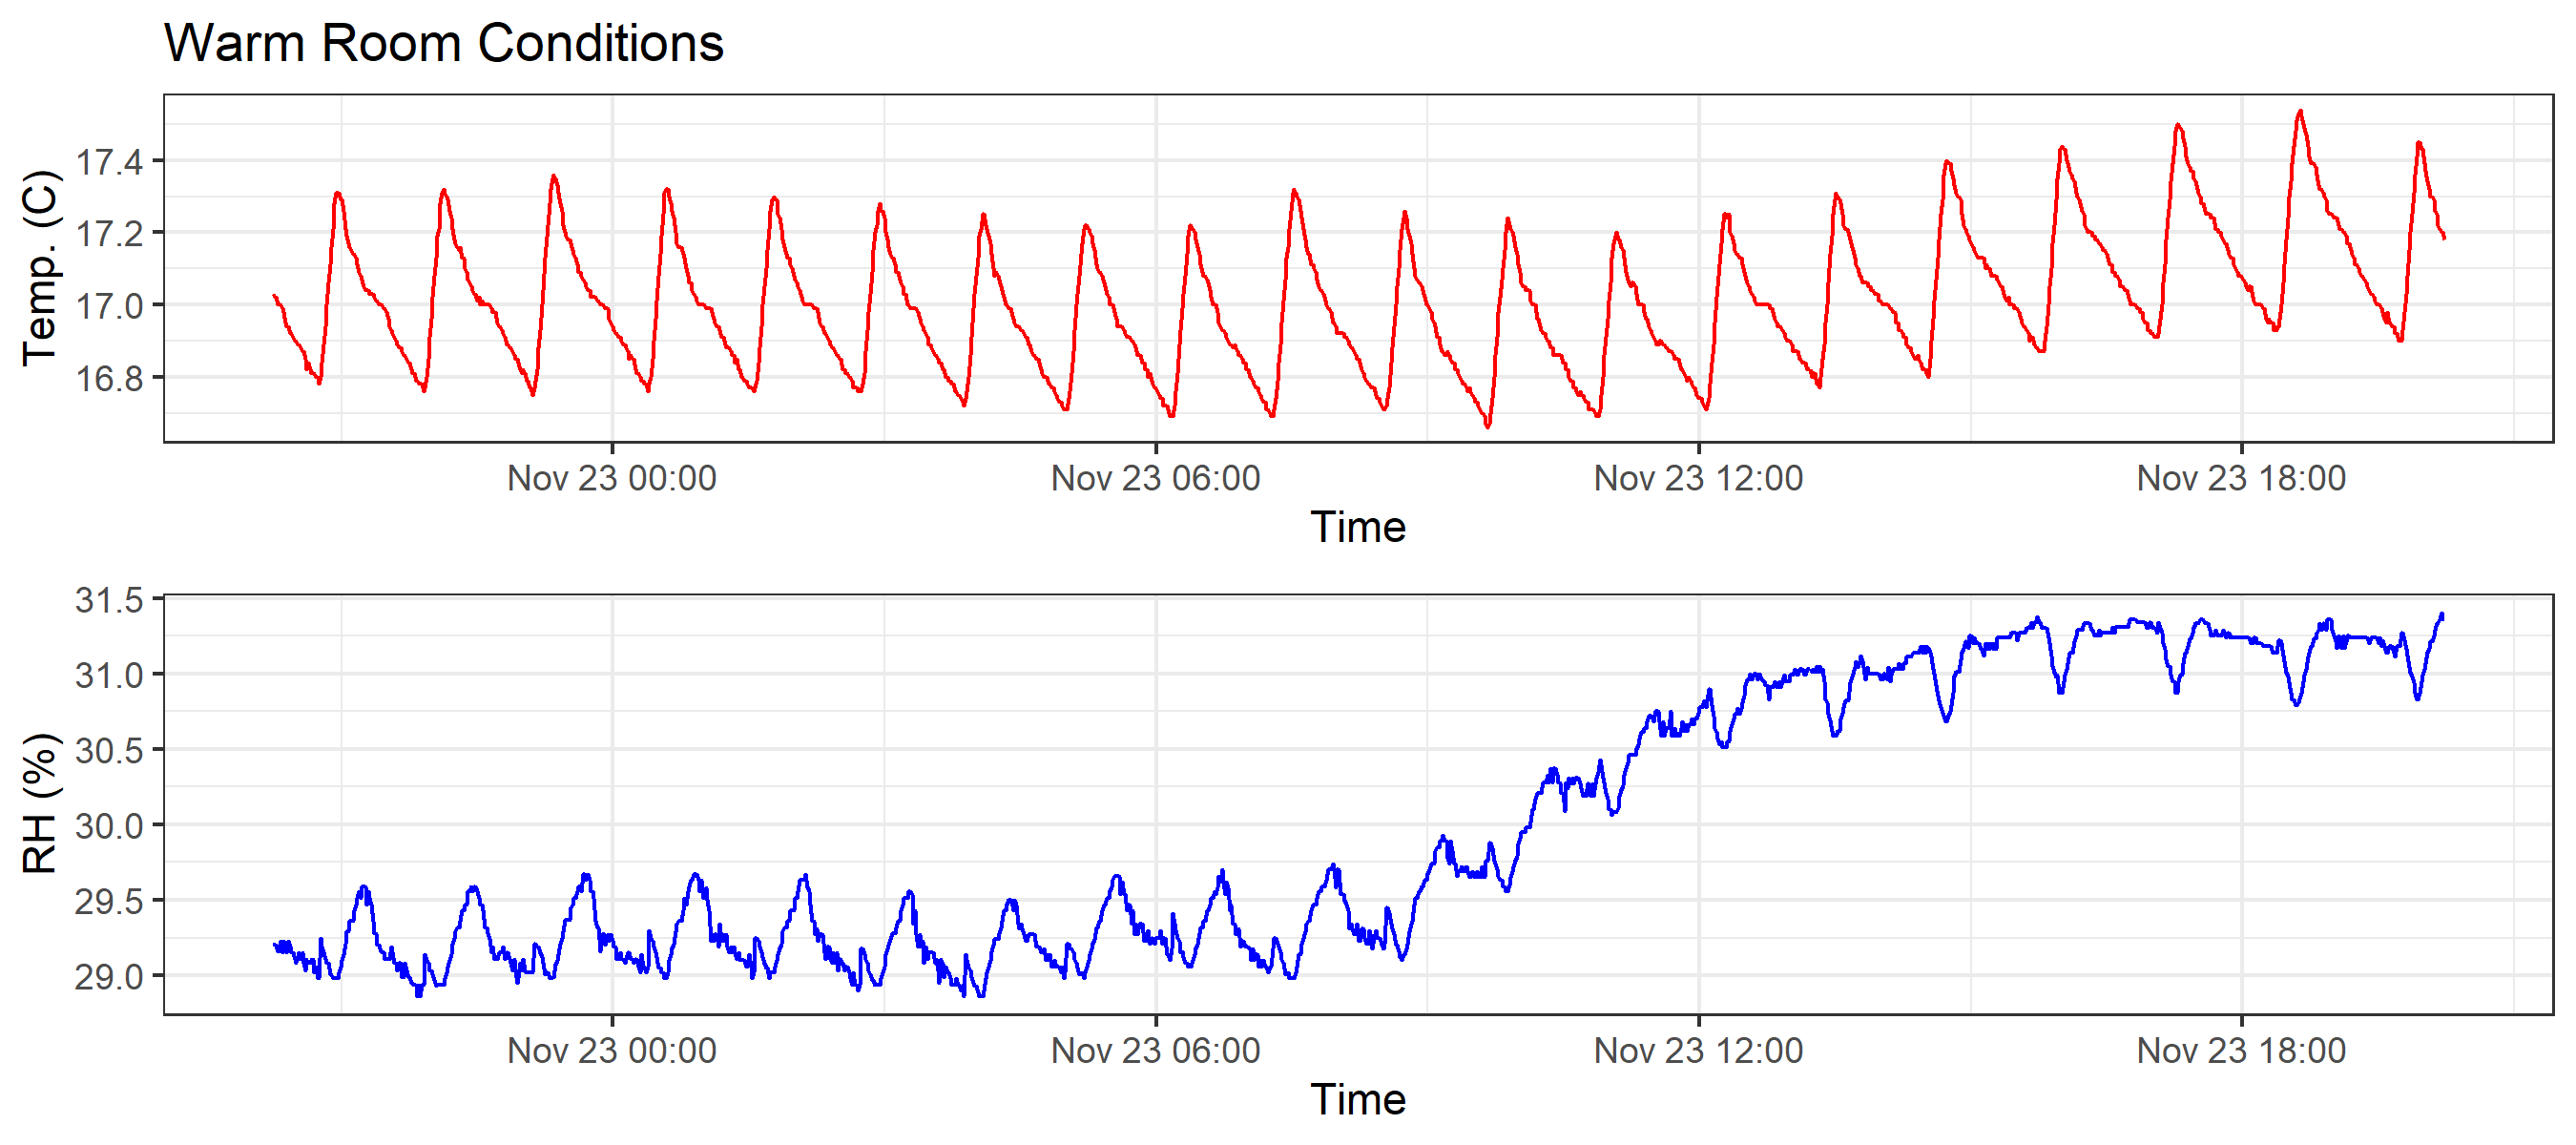 Warm Room Conditions
Temp. (C)
17.4
17.2
17.0
16.8
Nov 23 00:00 Nov 23 06:00 Nov 23 12:00 Nov 23 18:00
Time
RH (%)
31.5
31.0
30.5
30.0
29.5
29.0
Nov 23 00:00 Nov 23 06:00 Nov 23 12:00 Nov 23 18:00
Time